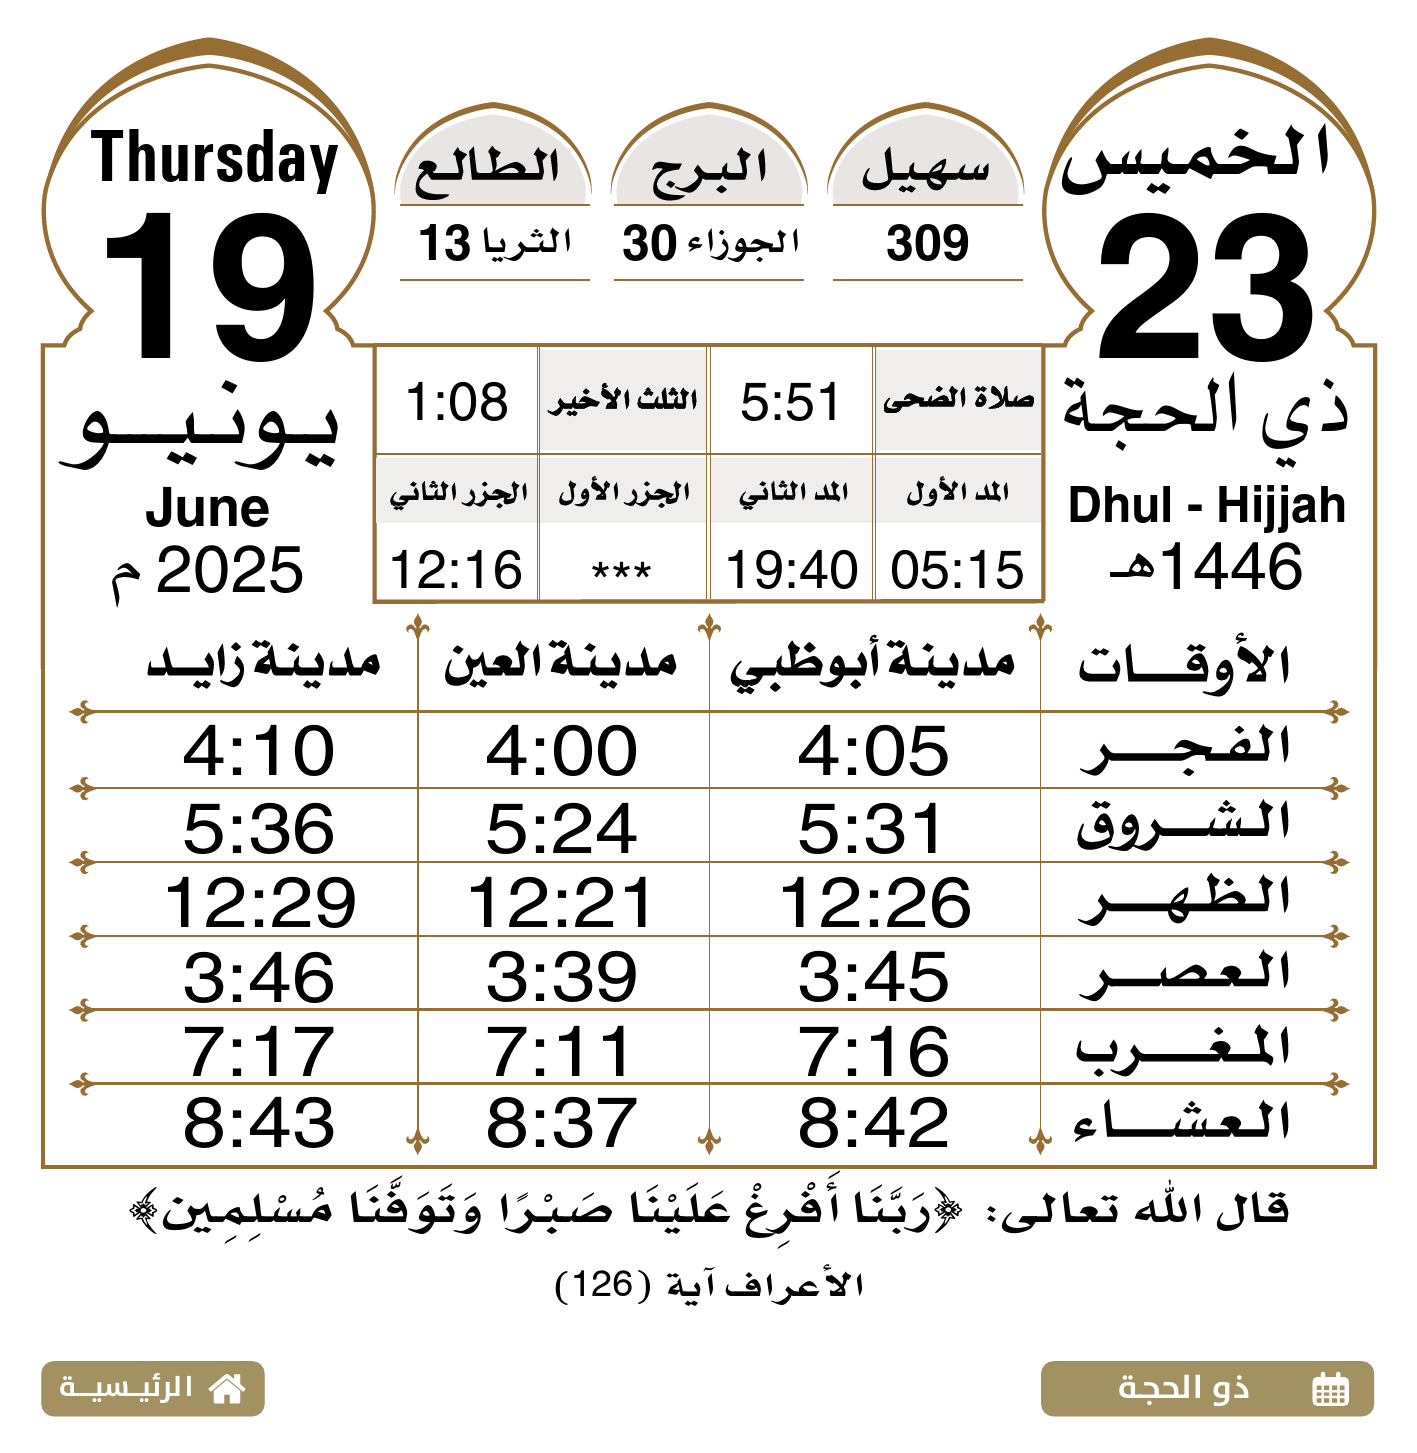 الخميس
23
ذي الحجة
Dhul - Hijjah
1446هـ
سهيل
309
البرج
الجوزاء 30
الطالع
الثريا 13
Thursday
19
يونيو
June
2025 م
صلاة الضحى 5:51 الثلث الأخير 1:08
المد الأول المد الثاني الجزر الأول الجزر الثاني
05:15 19:40 *** 12:16
الأوقات مدينة أبوظبي مدينة العين مدينة زايد
الفجر 4:05 4:00 4:10
الشروق 5:31 5:24 5:36
الظهر 12:26 12:21 12:29
العصر 3:45 3:39 3:46
المغرب 7:16 7:11 7:17
العشاء 8:42 8:37 8:43
قال الله تعالى: ﴿رَبَّنَا أَفْرِغْ عَلَيْنَا صَبْرًا وَتَوَفَّنَا مُسْلِمِين﴾
الأعراف آية (126)
ذو الحجة
الرئيسية